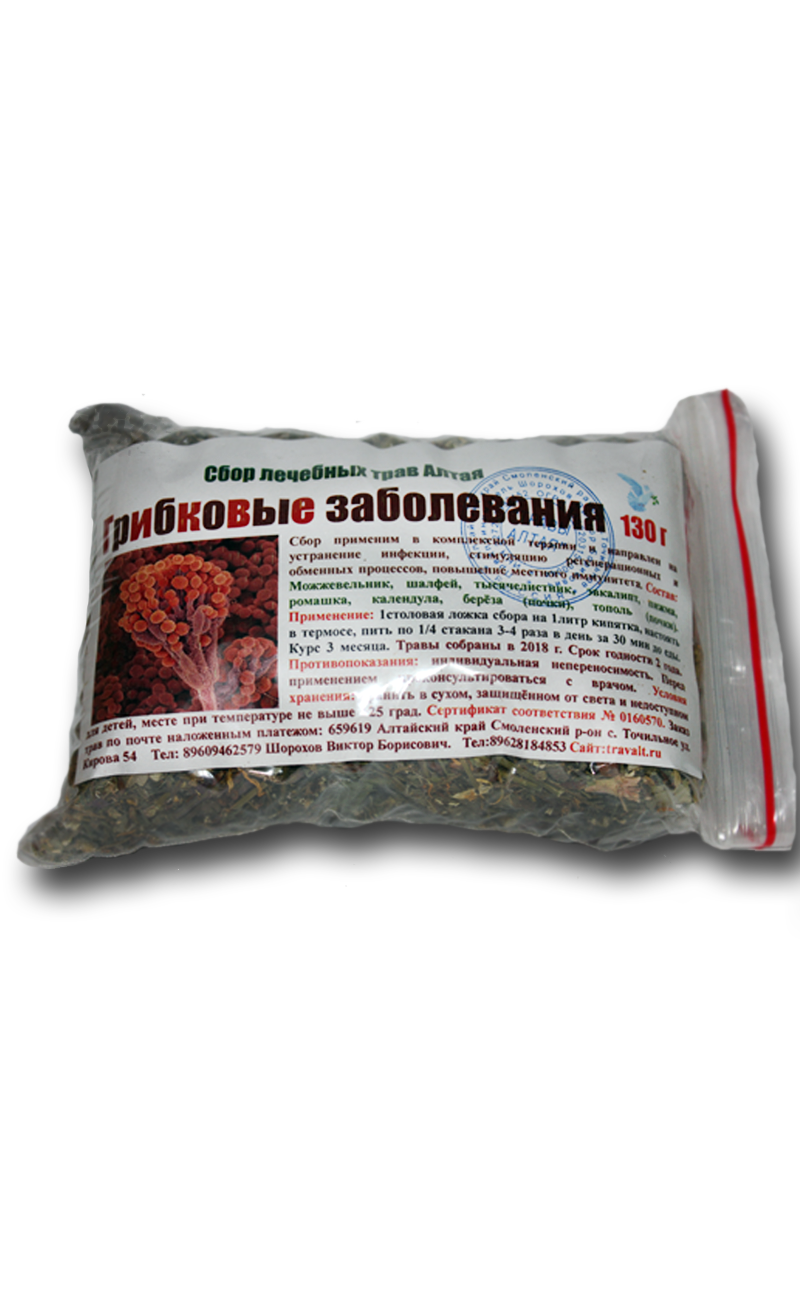 Сбор лечебных трав Алтая
Грибковые заболевания 130 г
Сбор применим в комплексной терапии и направлен на
устранение инфекции, стимуляцию регенерационных и
обменных процессов, повышение местного иммунитета. Состав:
Можжевельник, шалфей, тысячелистник, эвкалипт, пижма,
ромашка, календула, берёза (почки), тополь (почки).
Применение: 1столовая ложка сбора на 1литр кипятка, настоять
в термосе, пить по 1/4 стакана 3-4 раза в день за 30 мин до еды.
Курс 3 месяца. Травы собраны в 2018 г. Срок годности 2 года.
Противопоказания: индивидуальная непереносимость. Перед
применением проконсультироваться с врачом. Условия
хранения: хранить в сухом, защищённом от света и недоступном
для детей, месте при температуре не выше +25 град. Сертификат соответствия № 0160570. Заказ
трав по почте наложенным платежом: 659619 Алтайский край Смоленский р-он с. Точильное ул.
Кирова 54 Тел: 89609462579 Шорохов Виктор Борисович. Тел:89628184853 Сайт:travalt.ru
край Смоленский
Шорохов
АЛТАЯ